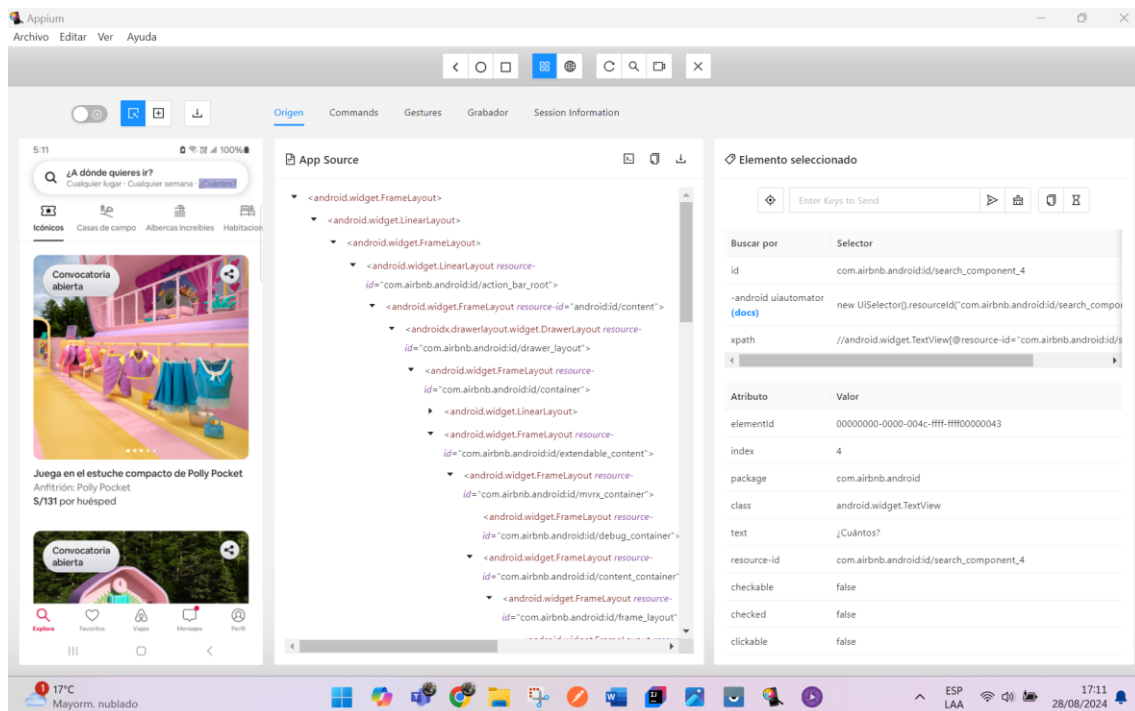 Appium
Archivo Editar Ver Ayuda
Origen Commands Gestures Grabador Session Information
5:11 100%
¿A dónde quieres ir?
Cualquier lugar · Cualquier semana · ¿Cuántos?
Icónicos Casas de campo Albercas increíbles Habitacion
Convocatoria
abierta
Juega en el estuche compacto de Polly Pocket
Anfitrión: Polly Pocket
S/131 por huésped
Convocatoria
abierta
Explora Favoritos Viajes Mensajes Perfil
App Source
<android.widget.FrameLayout>
<android.widget.LinearLayout>
<android.widget.FrameLayout>
<android.widget.LinearLayout resource-
id="com.airbnb.android:id/action_bar_root">
<android.widget.FrameLayout resource-id="android:id/content">
<androidx.drawerlayout.widget.DrawerLayout resource-
id="com.airbnb.android:id/drawer_layout">
<android.widget.FrameLayout resource-
id="com.airbnb.android:id/container">
<android.widget.LinearLayout>
<android.widget.FrameLayout resource-
id="com.airbnb.android:id/extendable_content">
<android.widget.FrameLayout resource-
id="com.airbnb.android:id/mvrx_container">
<android.widget.FrameLayout resource-
id="com.airbnb.android:id/debug_container">
<android.widget.FrameLayout resource-
id="com.airbnb.android:id/content_container"
<android.widget.FrameLayout resource-
id="com.airbnb.android:id/frame_layout"
Elemento seleccionado
Enter Keys to Send
Buscar por Selector
id com.airbnb.android:id/search_component_4
-android uiautomator
(docs) new UiSelector().resourceId("com.airbnb.android:id/search_compor
xpath //android.widget.TextView[@resource-id="com.airbnb.android:id/s
Atributo Valor
elementId 00000000-0000-004c-ffff-ffff00000043
index 4
package com.airbnb.android
class android.widget.TextView
text ¿Cuántos?
resource-id com.airbnb.android:id/search_component_4
checkable false
checked false
clickable false
1
17°C
Mayorm. nublado
ESP
LAA
17:11
28/08/2024